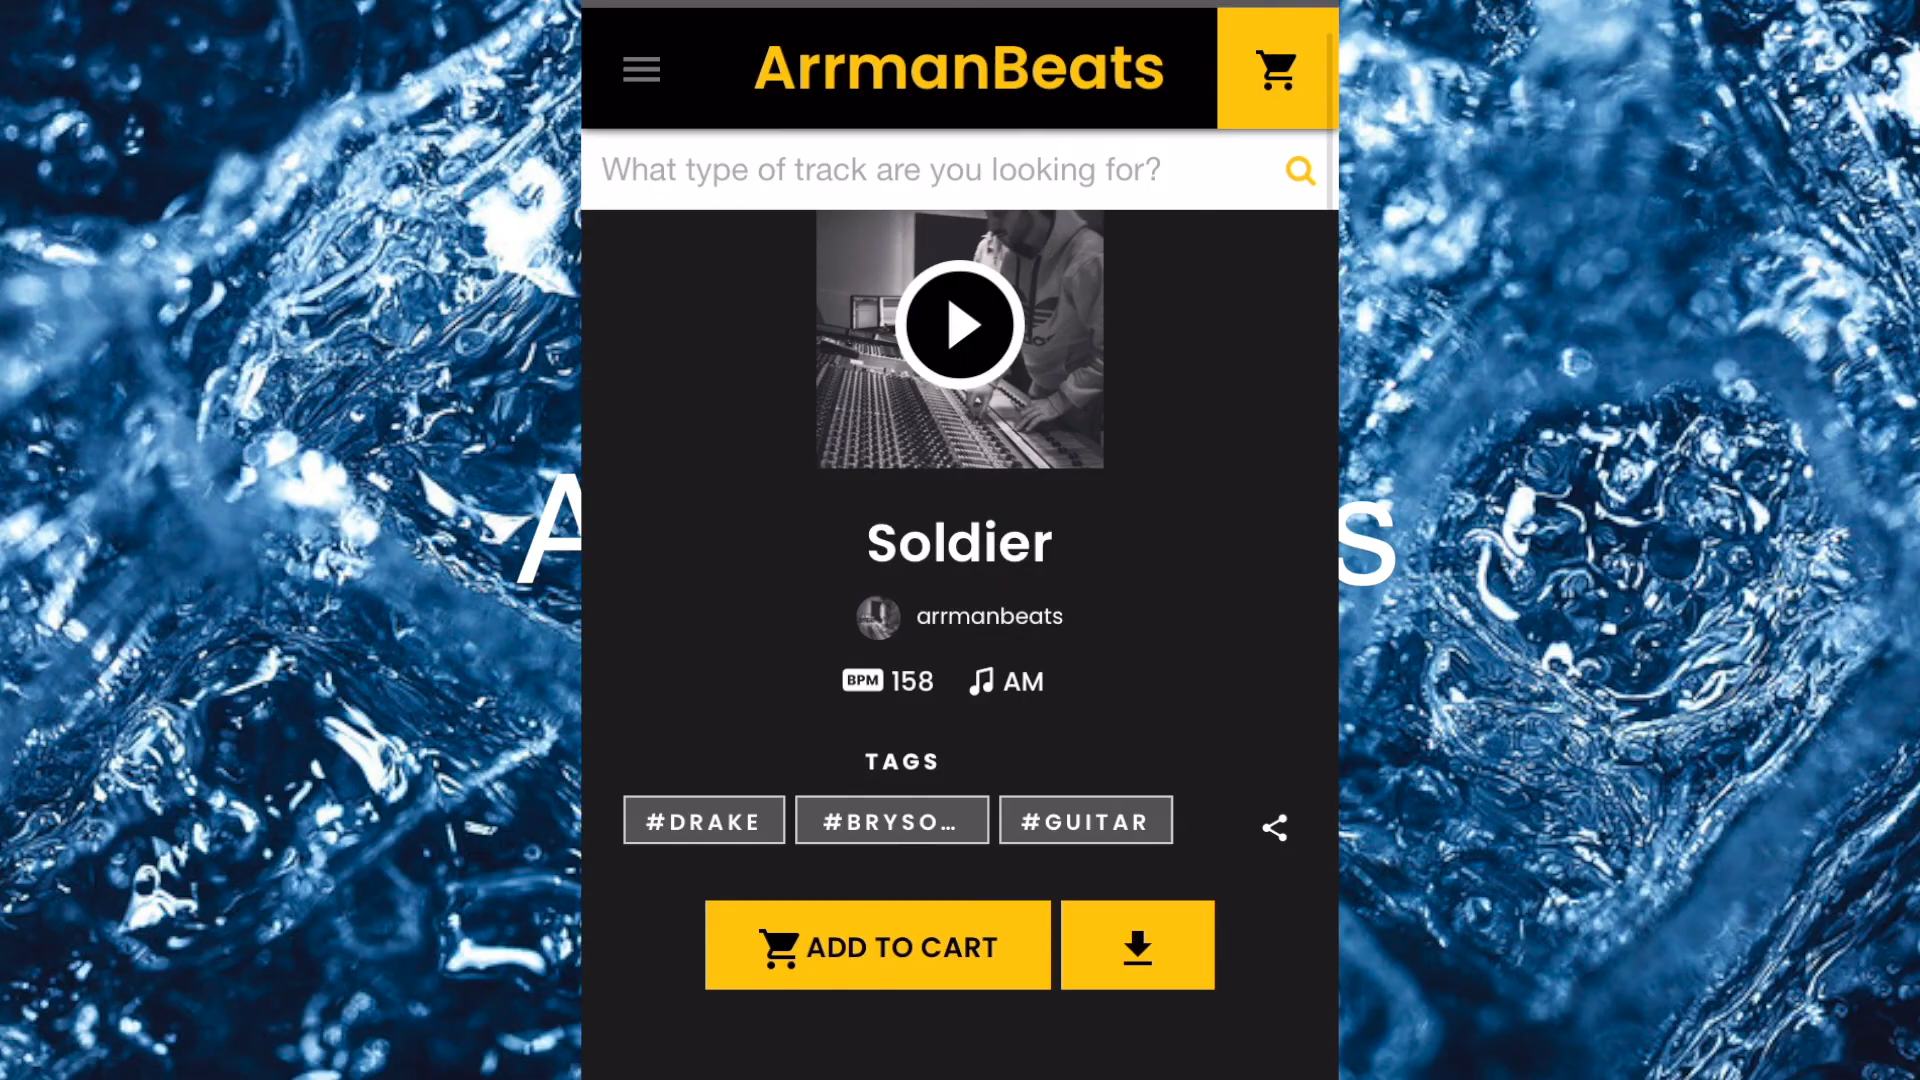 ArrmanBeats
What type of track are you looking for?
Soldier
arrmanbeats
BPM 158 AM
TAGS
#DRAKE #BRYSO… #GUITAR
ADD TO CART
A
s